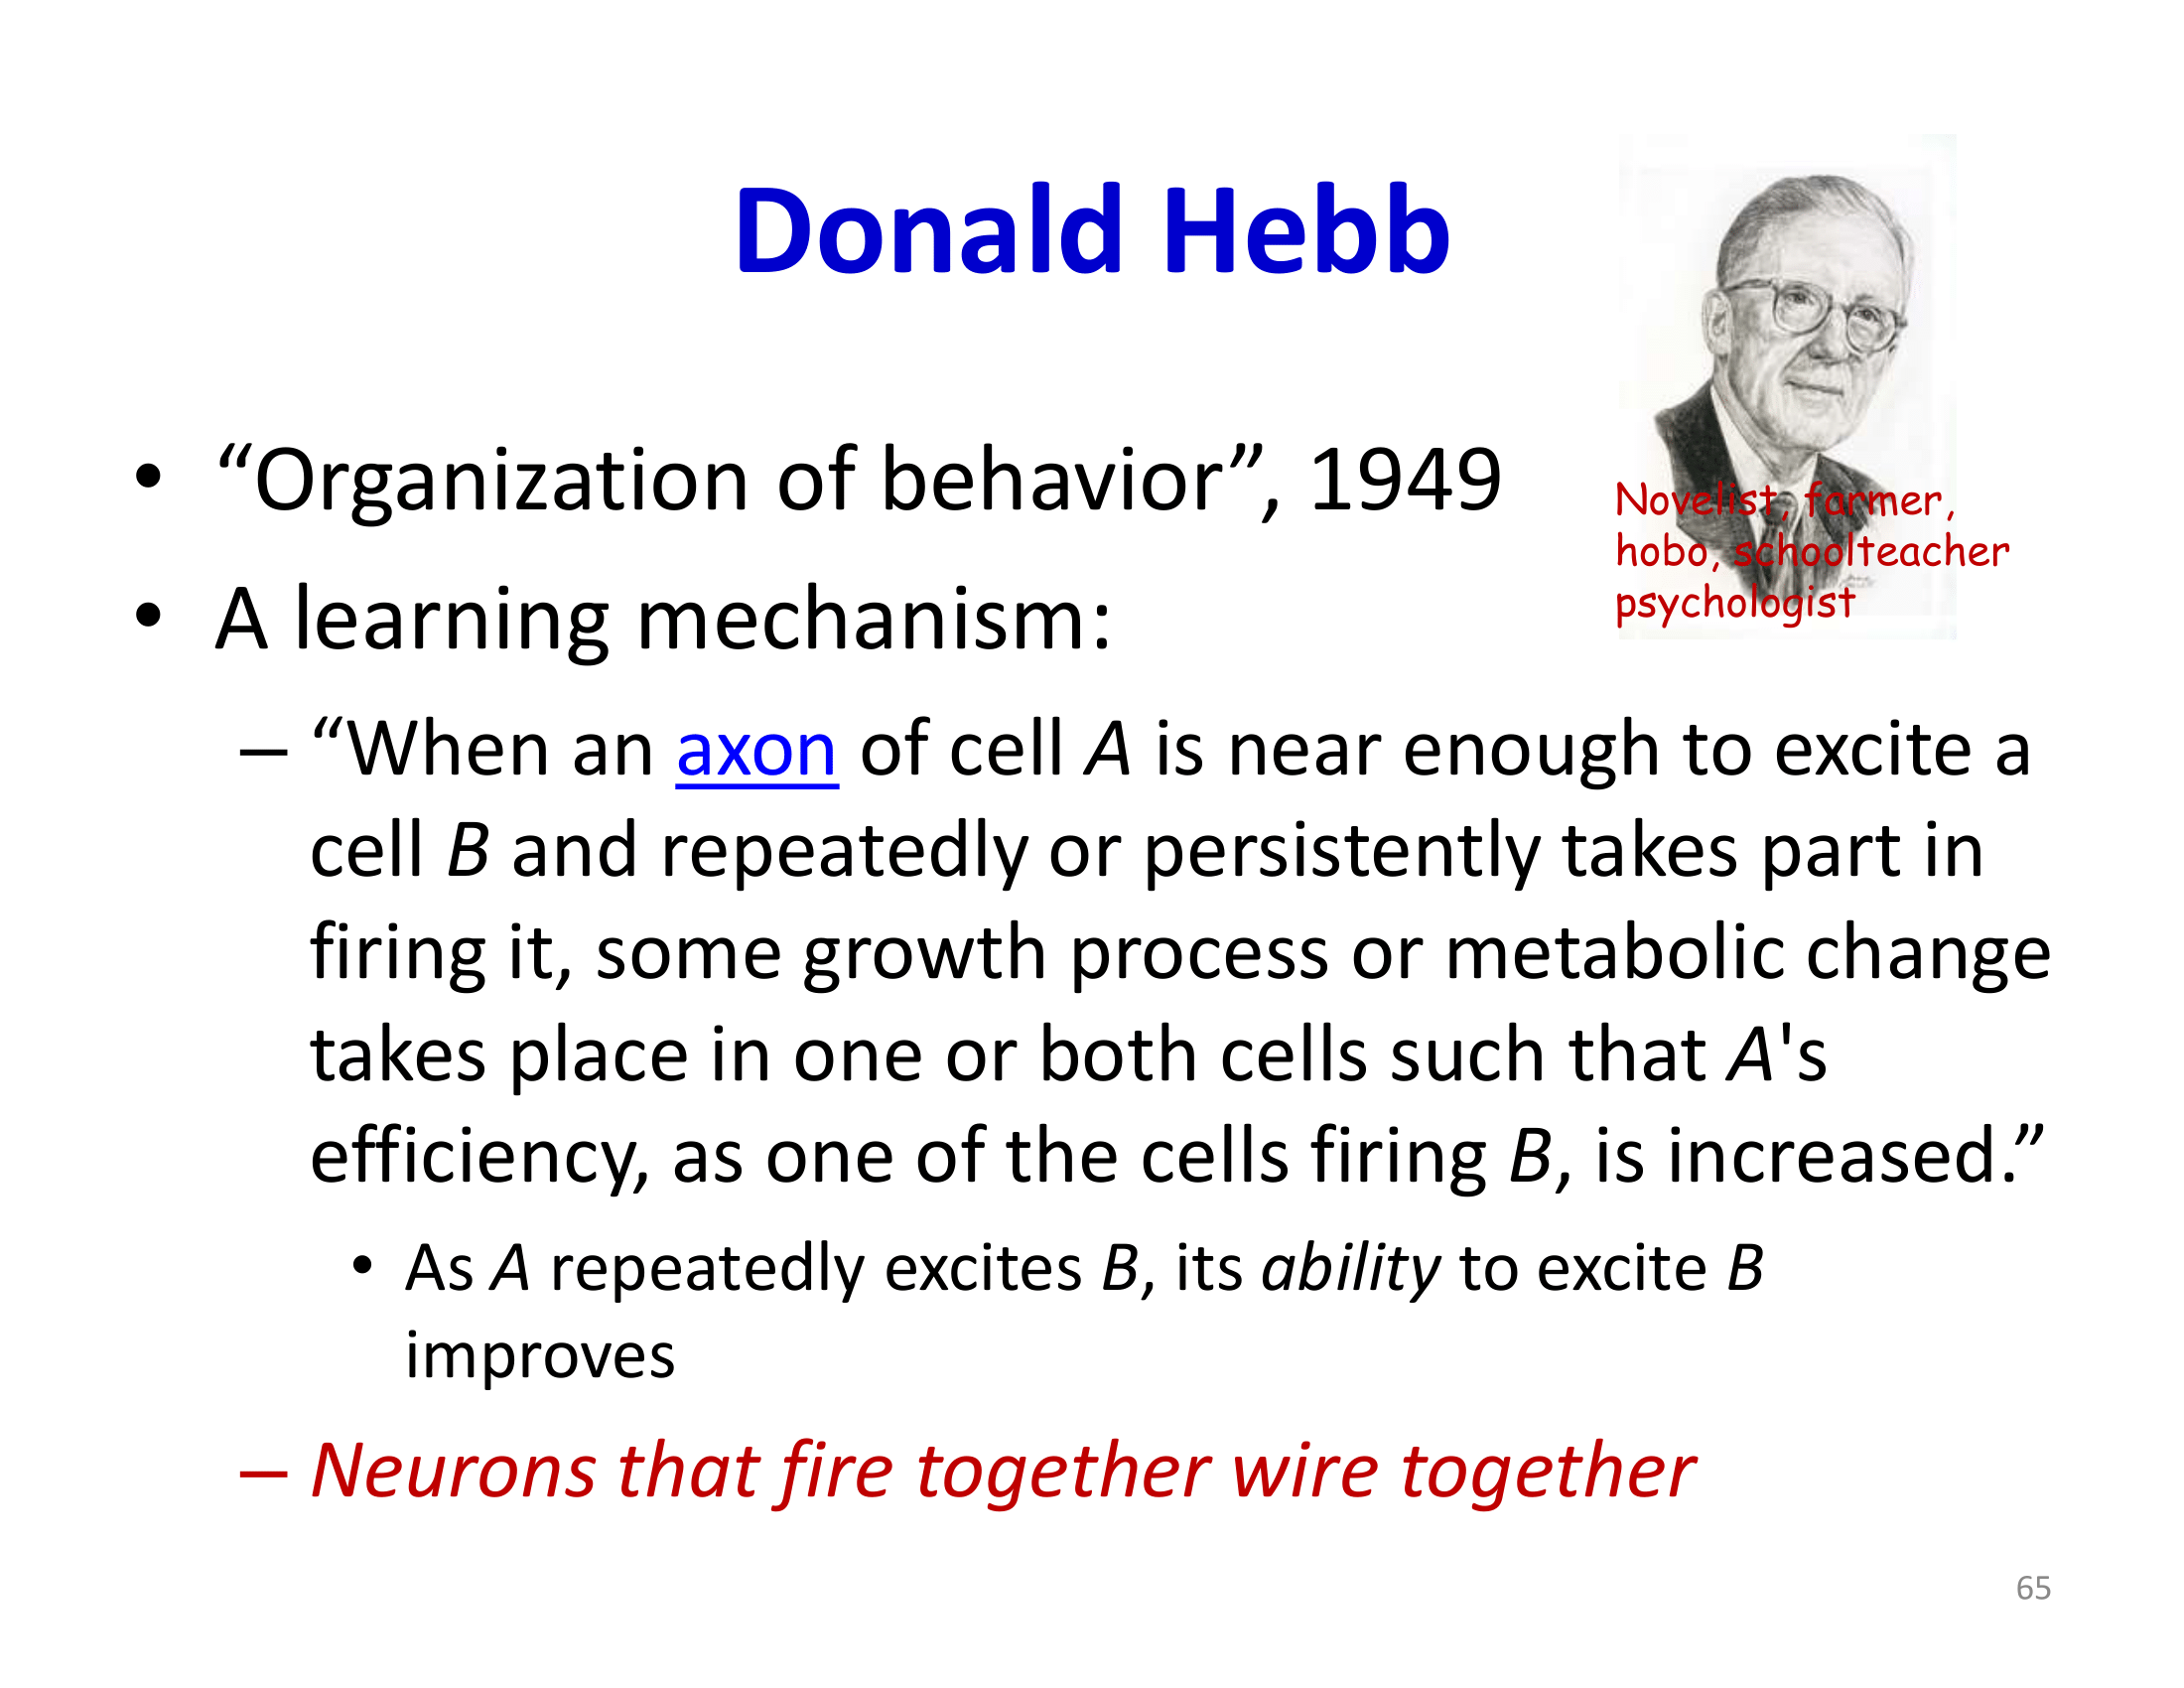 Donald Hebb
• “Organization of behavior”, 1949
Novelist, farmer,
hobo, schoolteacher
psychologist
• A learning mechanism:
– “When an axon of cell A is near enough to excite a
cell B and repeatedly or persistently takes part in
firing it, some growth process or metabolic change
takes place in one or both cells such that A's
efficiency, as one of the cells firing B, is increased.”
• As A repeatedly excites B, its ability to excite B
improves
– Neurons that fire together wire together
65